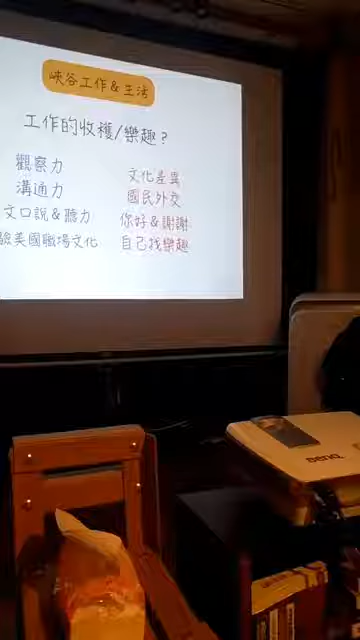 峽谷工作&生活
工作的收穫/樂趣?
觀察力
溝通力
文口說&聽力
驗美國職場文化
文化差異
國民外交
你好&謝謝
自己找樂趣
BenQ